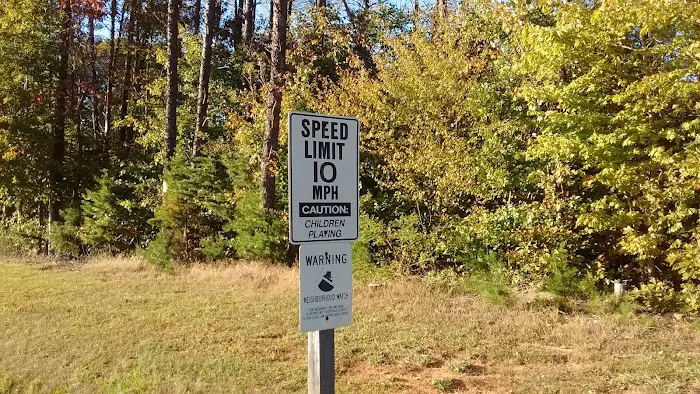 SPEED
LIMIT
10
MPH
CAUTION:
CHILDREN
PLAYING
WARNING
NEIGHBORHOOD WATCH